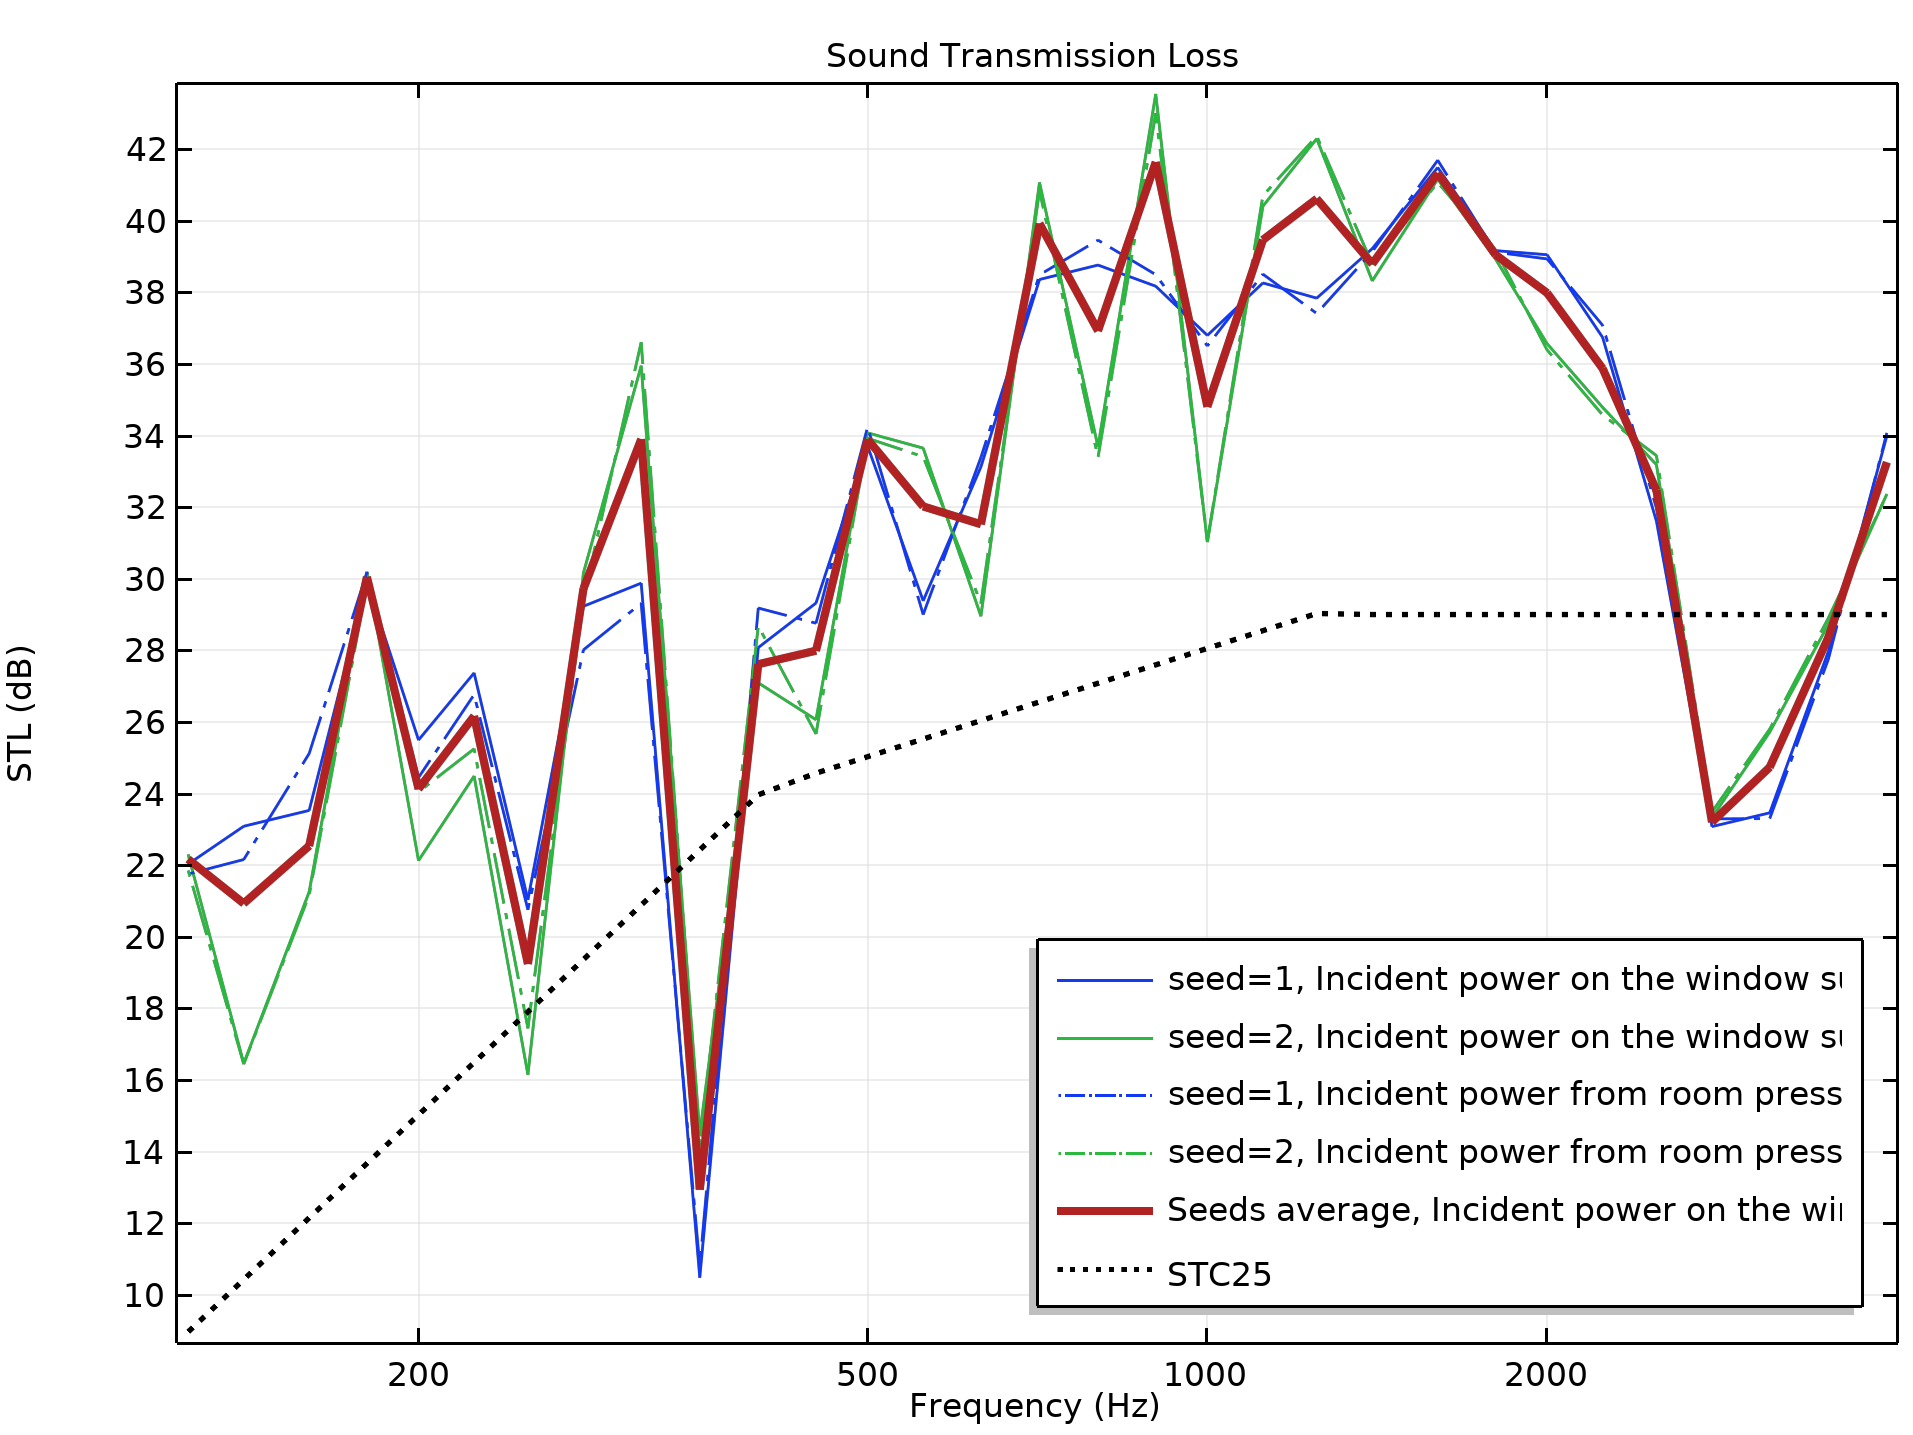 Sound Transmission Loss
STL (dB)
42
40
38
36
34
32
30
28
26
24
22
20
18
16
14
12
10
seed=1, Incident power on the window
seed=2, Incident power on the window
seed=1, Incident power from room press
seed=2, Incident power from room press
Seeds average, Incident power on the
STC25
200 500 1000 2000
Frequency (Hz)